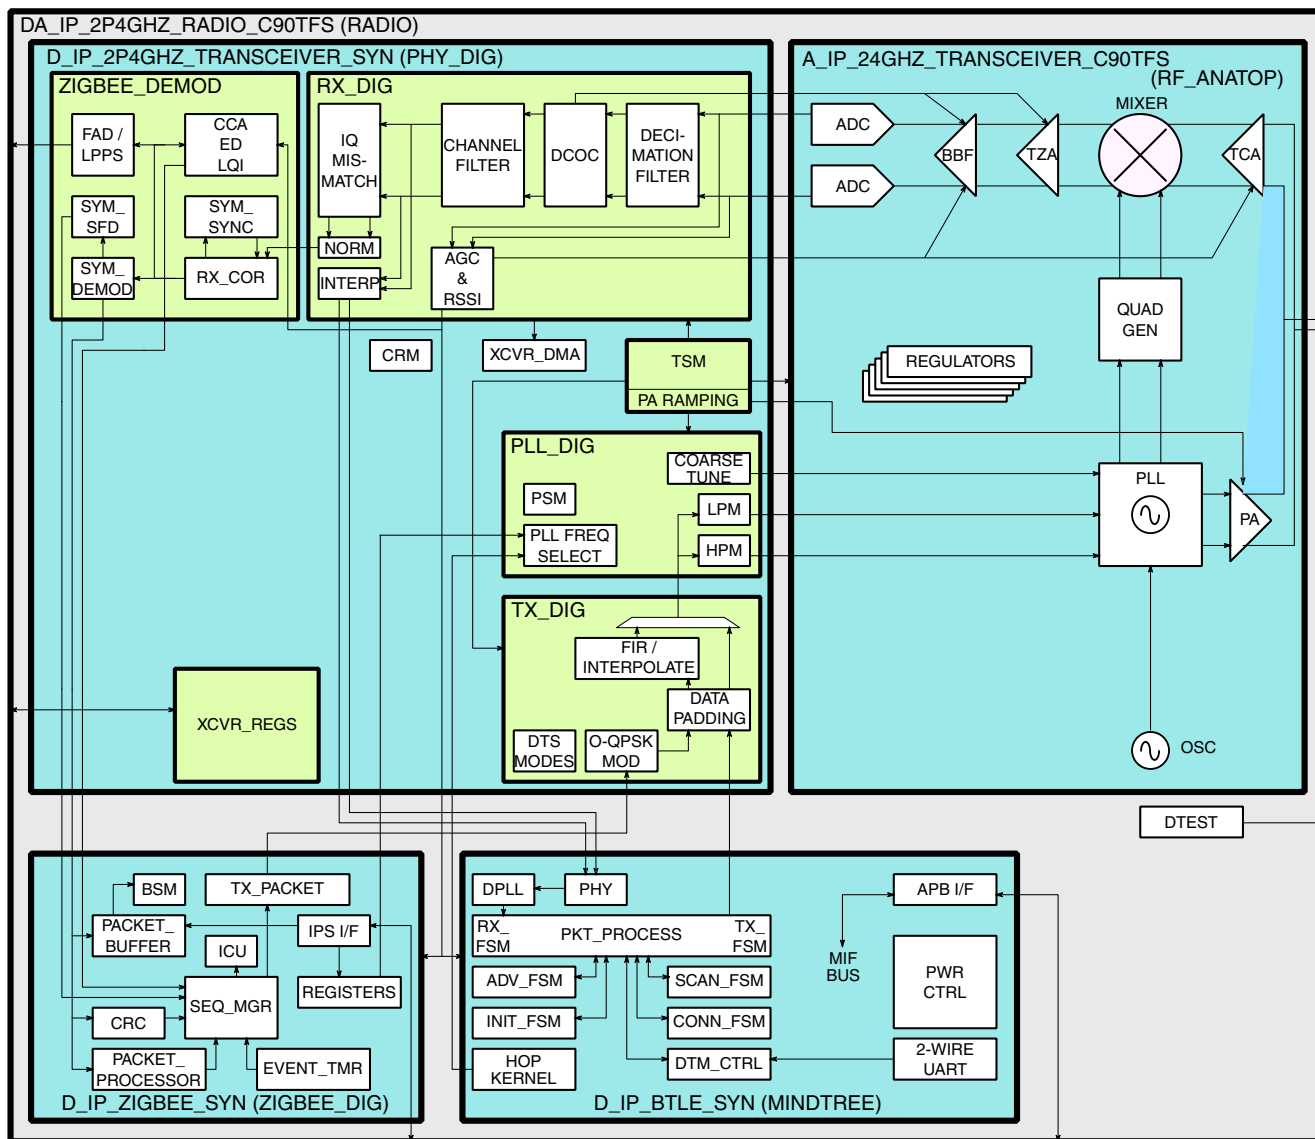 DA_IP_2P4GHZ_RADIO_C90TFS (RADIO)
D_IP_2P4GHZ_TRANSCEIVER_SYN (PHY_DIG)
ZIGBEE_DEMOD
FAD /
LPPS
CCA
ED
LQI
SYM_
SFD
SYM_
SYNC
SYM_
DEMOD
RX_COR
RX_DIG
IQ
MIS-
MATCH
CHANNEL
FILTER
DCOC
DECI-
MATION
FILTER
NORM
INTERP
AGC
&
RSSI
CRM
XCVR_DMA
TSM
PA RAMPING
PLL_DIG
COARSE
TUNE
PSM
LPM
PLL FREQ
SELECT
HPM
TX_DIG
FIR /
INTERPOLATE
DATA
PADDING
DTS
MODES
O-QPSK
MOD
XCVR_REGS
A_IP_24GHZ_TRANSCEIVER_C90TFS
(RF_ANATOP)
ADC
ADC
BBF
TZA
MIXER
TCA
QUAD
GEN
REGULATORS
PLL
PA
OSC
DTEST
BSM
TX_PACKET
PACKET_
BUFFER
IPS I/F
ICU
SEQ_MGR
REGISTERS
CRC
PACKET_
PROCESSOR
EVENT_TMR
D_IP_ZIGBEE_SYN (ZIGBEE_DIG)
DPLL
PHY
RX_
FSM
PKT_PROCESS
TX_
FSM
ADV_FSM
SCAN_FSM
INIT_FSM
CONN_FSM
HOP
KERNEL
DTM_CTRL
APB I/F
MIF
BUS
PWR
CTRL
2-WIRE
UART
D_IP_BTLE_SYN (MINDTREE)